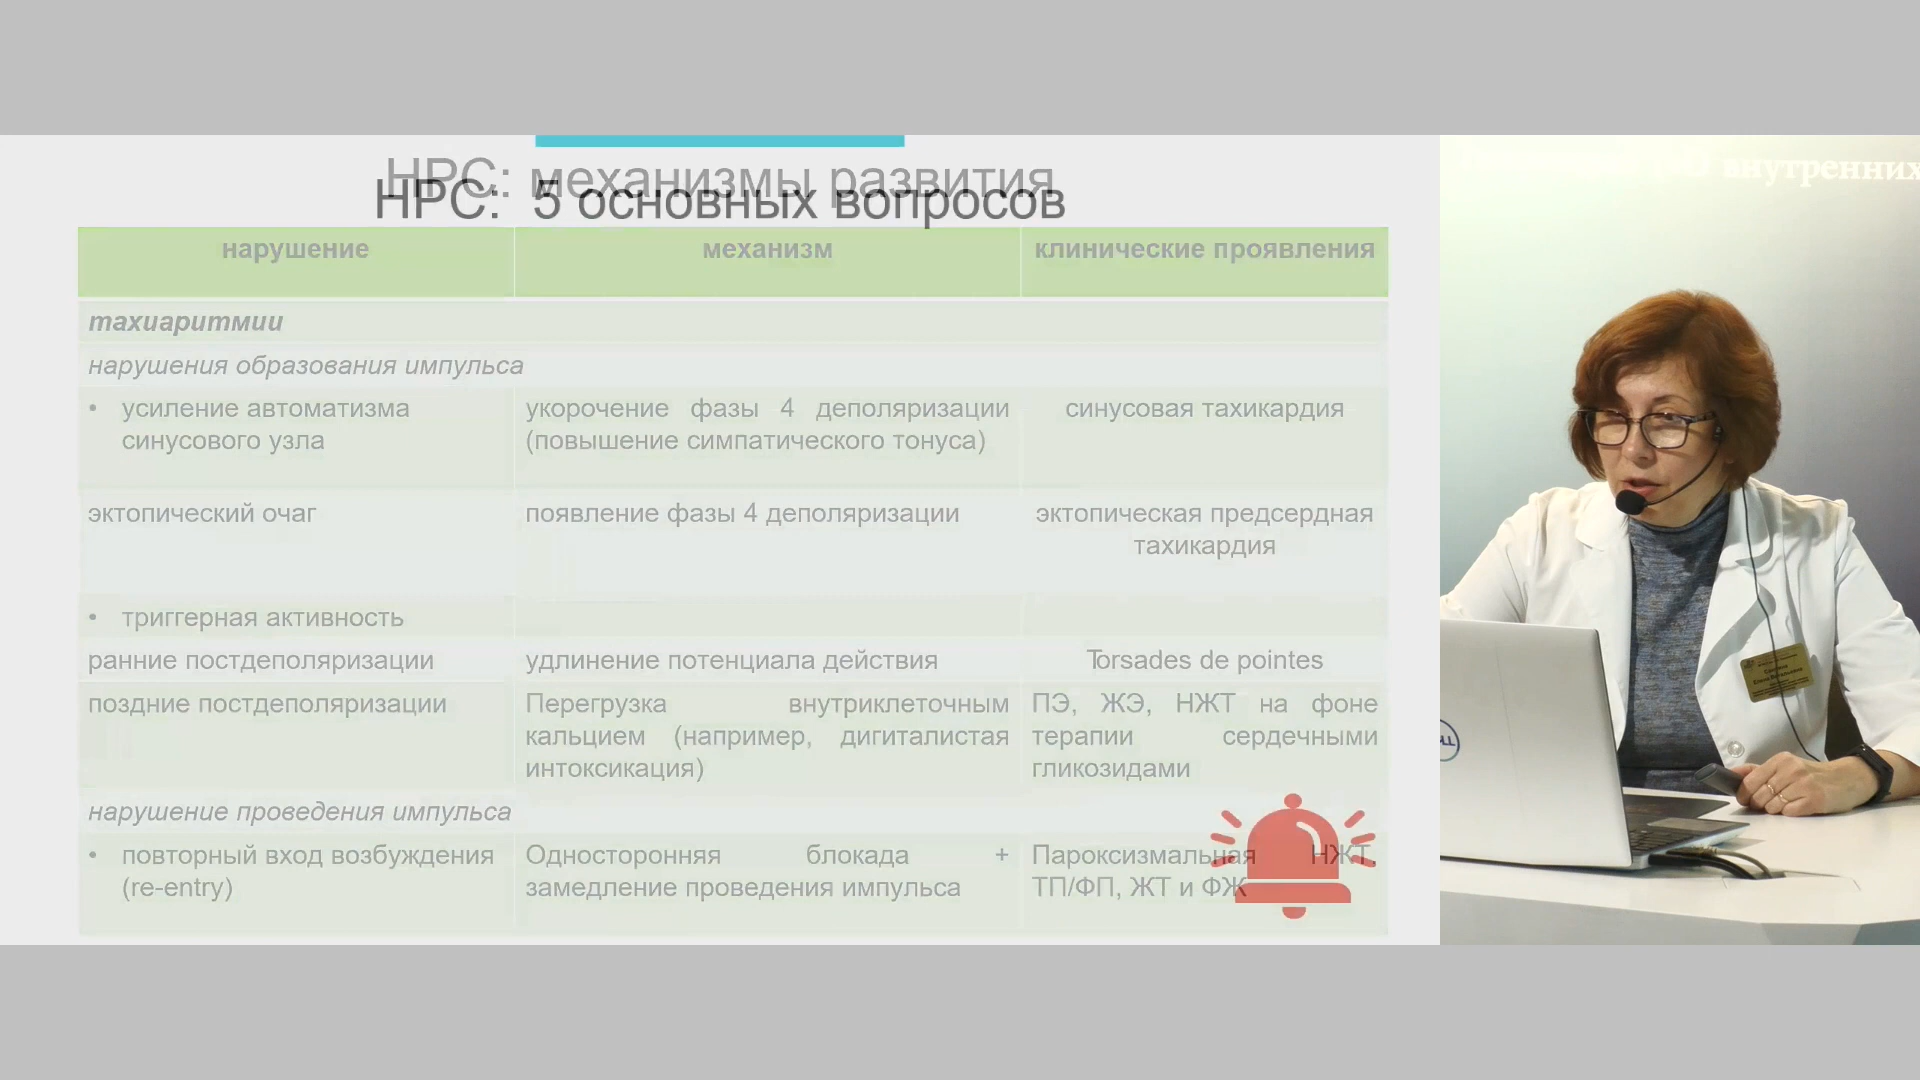 НРС: механизмы развития
НРС: 5 основных вопросов
нарушение
механизм
клинические проявления
тахиаритмии
нарушения образования импульса
• усиление автоматизма
синусового узла
укорочение фазы 4 деполяризации
(повышение симпатического тонуса)
синусовая тахикардия
эктопический очаг
появление фазы 4 деполяризации
эктопическая предсердная
тахикардия
• триггерная активность
ранние постдеполяризации
удлинение потенциала действия
Torsades de pointes
поздние постдеполяризации
Перегрузка внутриклеточным
кальцием (например, дигиталистая
интоксикация)
ПЭ, ЖЭ, НЖТ на фоне
терапии сердечными
гликозидами
нарушение проведения импульса
• повторный вход возбуждения
(re-entry)
Односторонняя блокада +
замедление проведения импульса
Пароксизмальная НЖТ,
ТП/ФП, ЖТ и ФЖ
внутренних